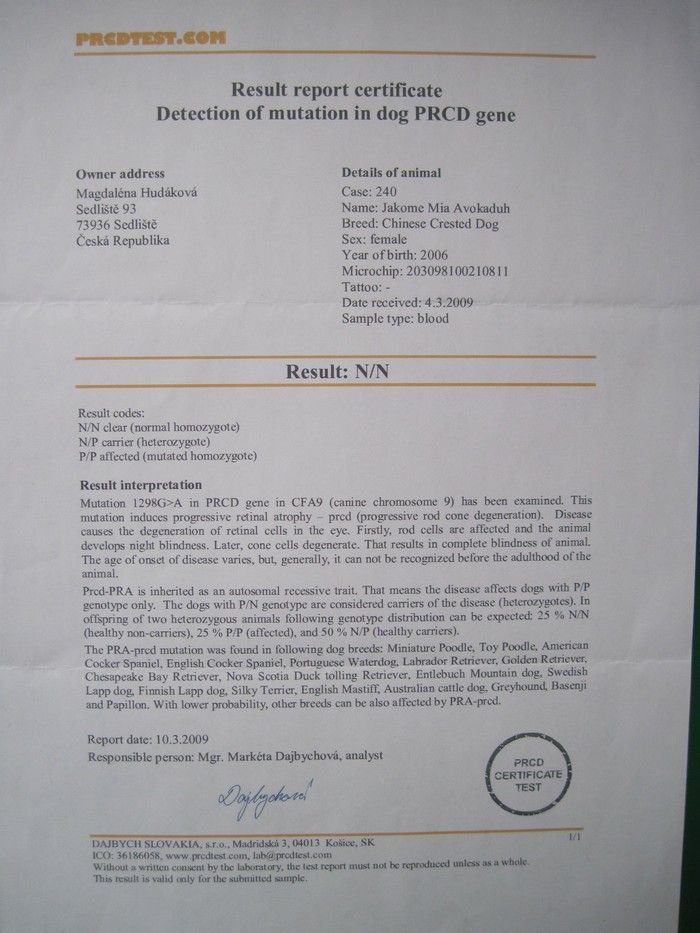 PRCDTEST.COM
Result report certificate
Detection of mutation in dog PRCD gene
Owner address
Magdaléna Hudáková
Sedliště 93
73936 Sedliště
Česká Republika
Details of animal
Case: 240
Name: Jakome Mia Avokaduh
Breed: Chinese Crested Dog
Sex: female
Year of birth: 2006
Microchip: 203098100210811
Tattoo: -
Date received: 4.3.2009
Sample type: blood
Result: N/N
Result codes:
N/N clear (normal homozygote)
N/P carrier (heterozygote)
P/P affected (mutated homozygote)
Result interpretation
Mutation 1298G>A in PRCD gene in CFA9 (canine chromosome 9) has been examined. This
mutation induces progressive retinal atrophy – prcd (progressive rod cone degeneration). Disease
causes the degeneration of retinal cells in the eye. Firstly, rod cells are affected and the animal
develops night blindness. Later, cone cells degenerate. That results in complete blindness of animal.
The age of onset of disease varies, but, generally, it can not be recognized before the adulthood of the
animal.
Prcd-PRA is inherited as an autosomal recessive trait. That means the disease affects dogs with P/P
genotype only. The dogs with P/N genotype are considered carriers of the disease (heterozygotes). In
offspring of two heterozygous animals following genotype distribution can be expected: 25 % N/N
(healthy non-carriers), 25 % P/P (affected), and 50 % N/P (healthy carriers).
The PRA-prcd mutation was found in following dog breeds: Miniature Poodle, Toy Poodle, American
Cocker Spaniel, English Cocker Spaniel, Portuguese Waterdog, Labrador Retriever, Golden Retriever,
Chesapeake Bay Retriever, Nova Scotia Duck tolling Retriever, Entlebuch Mountain dog, Swedish
Lapp dog, Finnish Lapp dog, Silky Terrier, English Mastiff, Australian cattle dog, Greyhound, Basenji
and Papillon. With lower probability, other breeds can be also affected by PRA-prcd.
Report date: 10.3.2009
Responsible person: Mgr. Markéta Dajbychová, analyst
Dajbychová
PRCD
CERTIFICATE
TEST
DAJBYCH SLOVAKIA, s.r.o., Madridská 3, 04013 Košice, SK
1/1
ICO: 36186058, www.prcdtest.com, lab@prcdtest.com
Without a written consent by the laboratory, the test report must not be reproduced unless as a whole.
This result is valid only for the submitted sample.